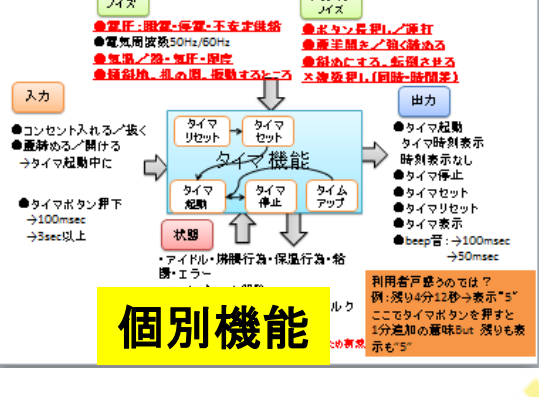 ノイズ
ノイズ
●電圧:瞬電・停電・不安定供給
●電気周波数50Hz/60Hz
●気温／熱・気圧・湿度
●傾斜地、机の隅、振動するところ
●ボタン長押し／連打
●蓋半開き／強く締める
●斜めにする、転倒させる
×複数押し(同時・時間差)
入力
●コンセント入れる／抜く
●蓋締める／開ける
→タイマ起動中に
●タイマボタン押下
→100msec
→3sec以上
タイマ
リセット
タイマ
セット
タイマ機能
タイマ
起動
タイマ
停止
タイム
アップ
出力
●タイマ起動
タイマ時刻表示
時刻表示なし
●タイマ停止
●タイマセット
●タイマリセット
●タイマ表示
●beep音:→100msec
→50msec
状態
・アイドル・沸騰行為・保温行為・給
湯・エラー
ルク
個別機能
利用者戸惑うのでは？
例:残り4分12秒→表示"5"
ここでタイマボタンを押すと
1分追加の意味But 残りも表
示も"5"